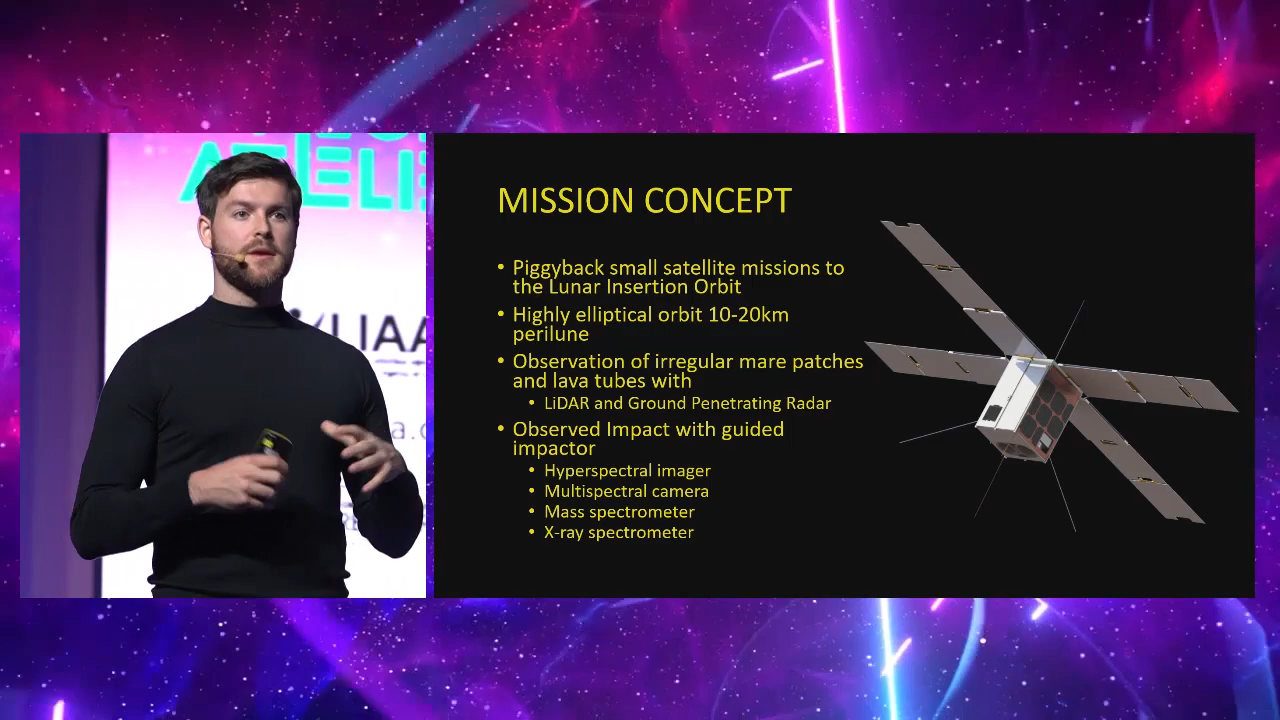 LIAA
MISSION CONCEPT
• Piggyback small satellite missions to
the Lunar Insertion Orbit
• Highly elliptical orbit 10-20km
perilune
• Observation of irregular mare patches
and lava tubes with
• LiDAR and Ground Penetrating Radar
• Observed Impact with guided
impactor
• Hyperspectral imager
• Multispectral camera
• Mass spectrometer
• X-ray spectrometer